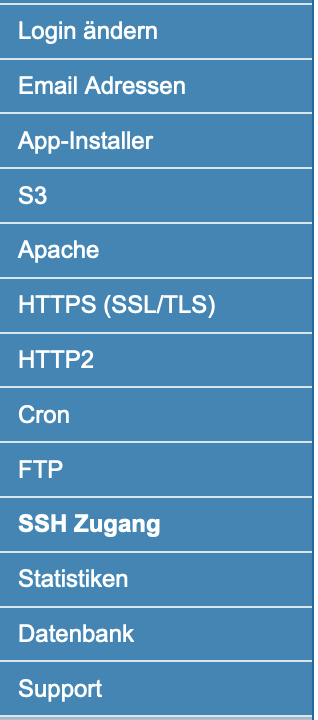 Login ändern
Email Adressen
App-Installer
S3
Apache
HTTPS (SSL/TLS)
HTTP2
Cron
FTP
SSH Zugang
Statistiken
Datenbank
Support